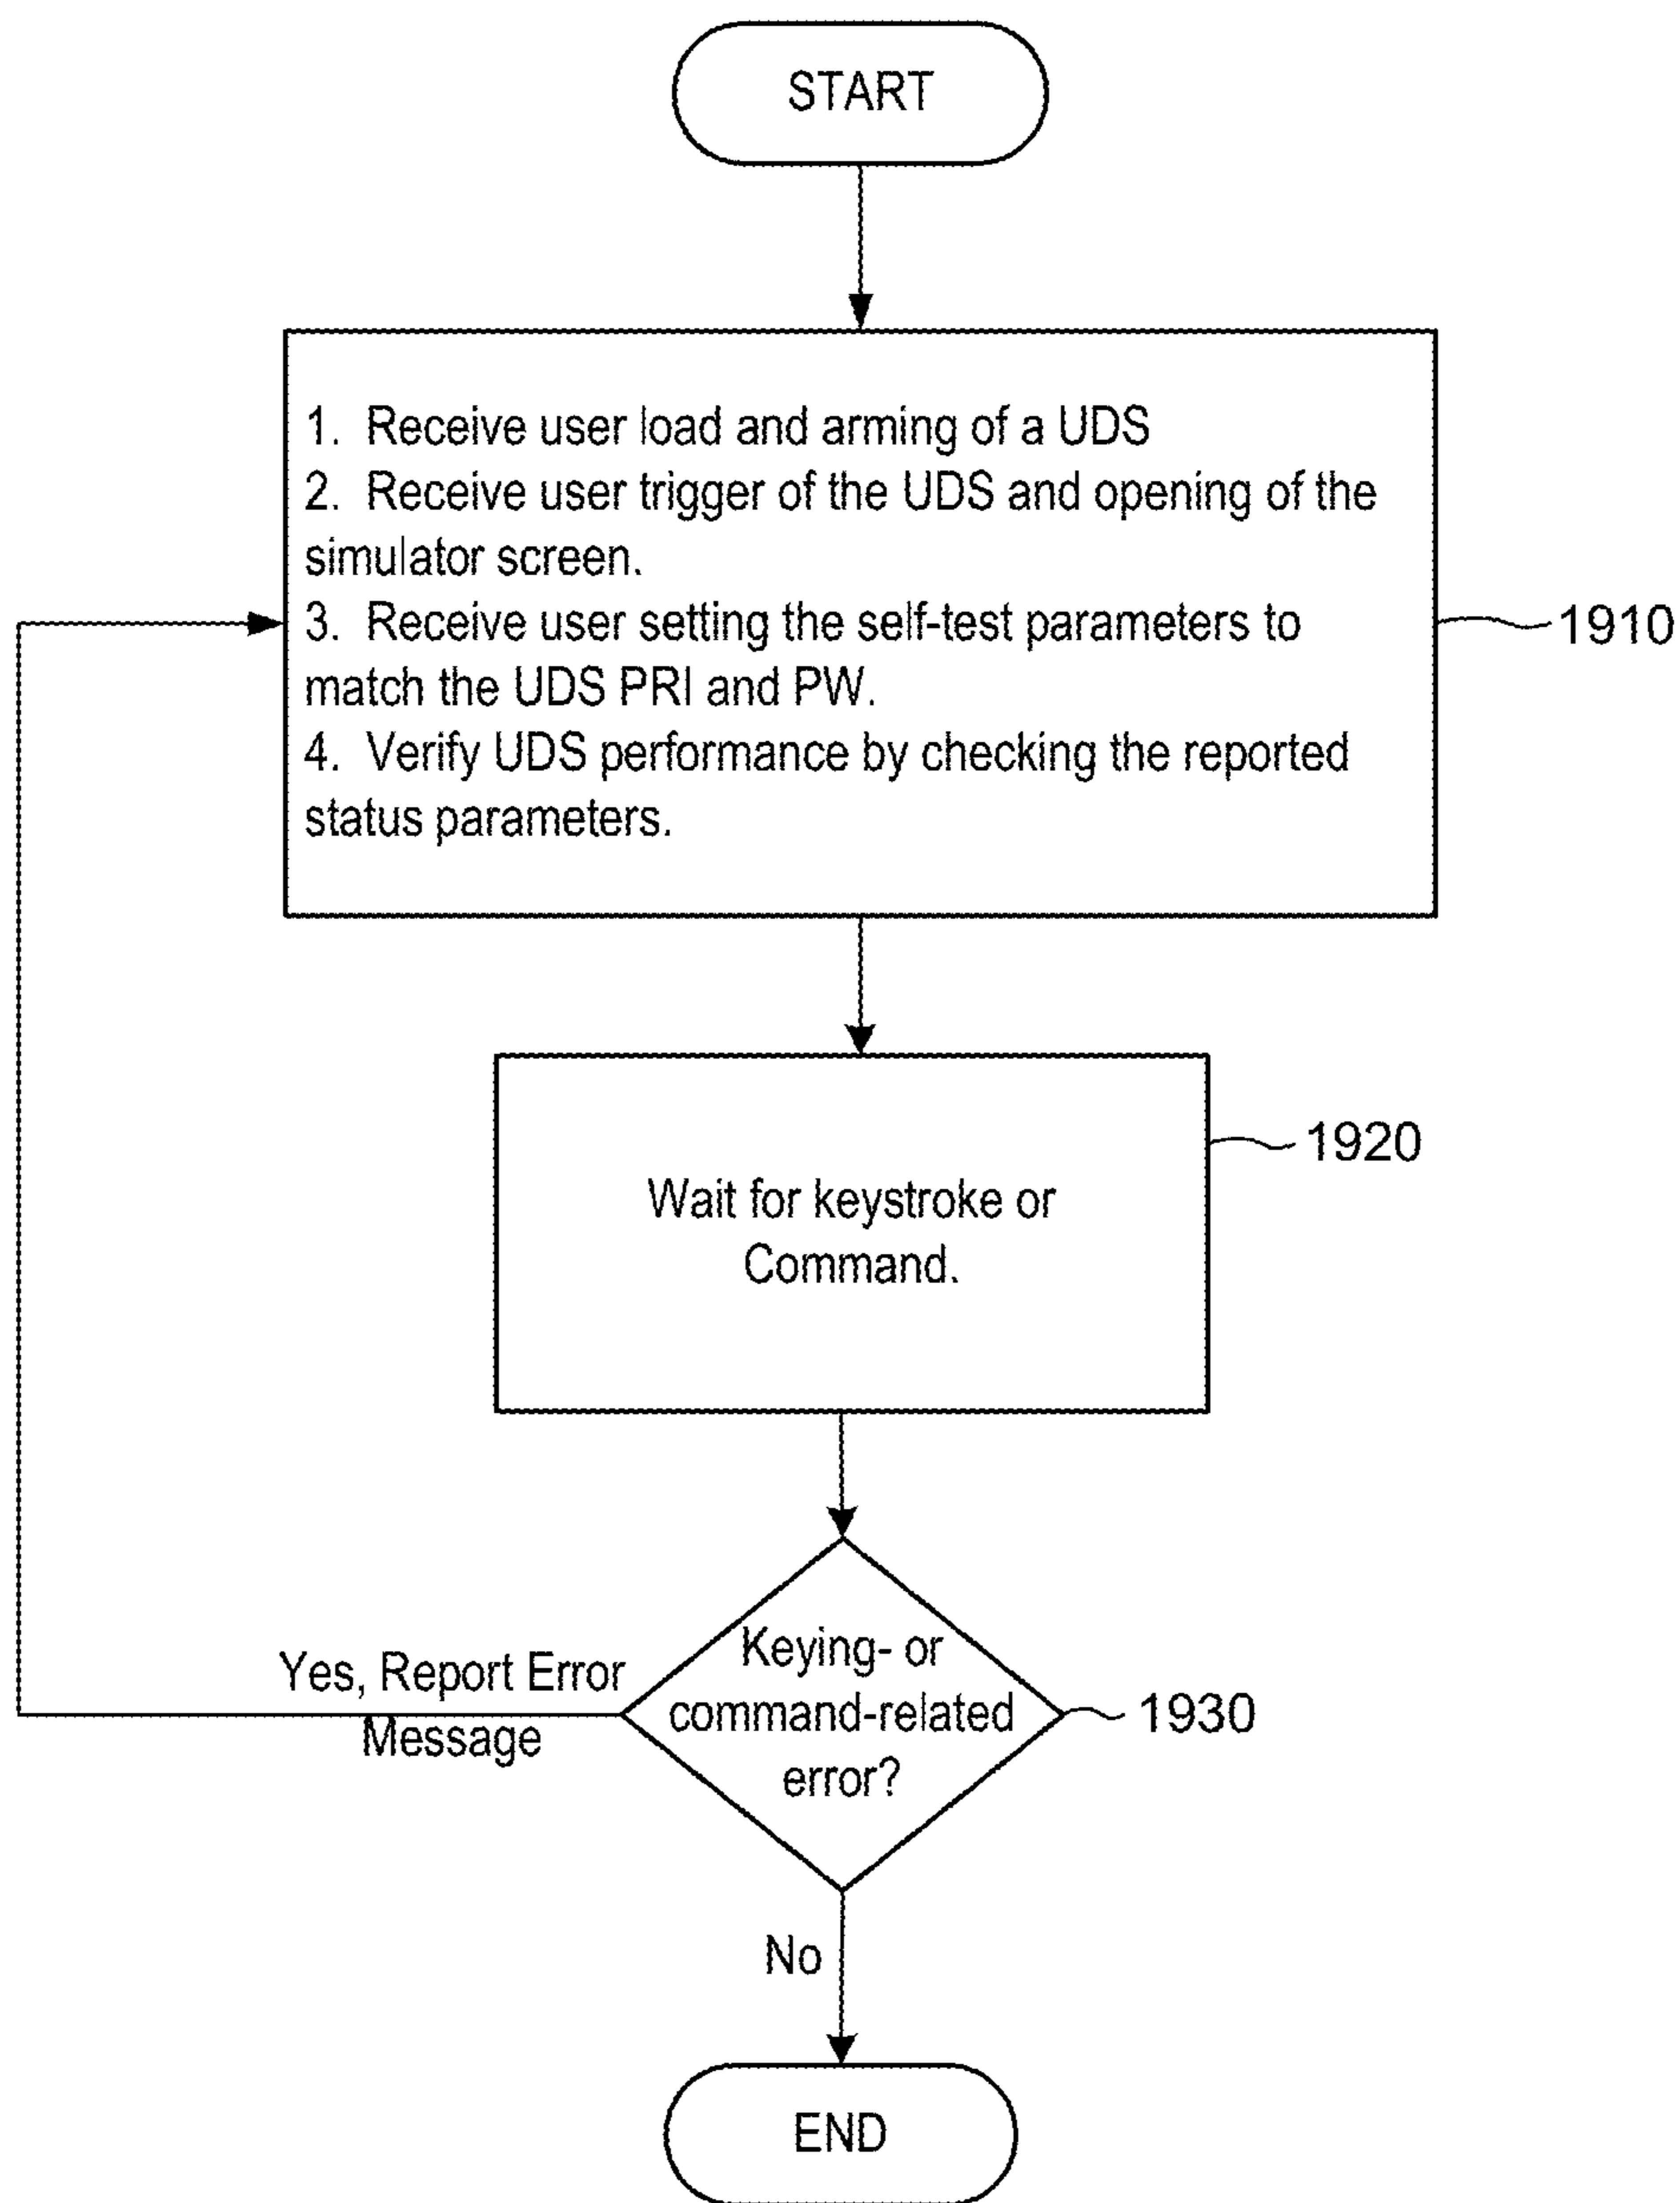 START
1. Receive user load and arming of a UDS
2. Receive user trigger of the UDS and opening of the
simulator screen.
3. Receive user setting the self-test parameters to
match the UDS PRI and PW.
4. Verify UDS performance by checking the reported
status parameters.
1910
Wait for keystroke or
Command.
1920
Keying- or
command-related
error?
1930
Yes, Report Error
Message
No
END